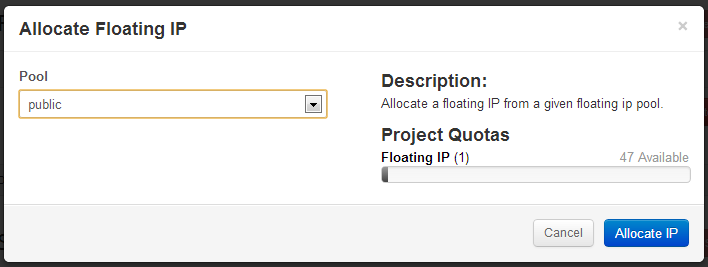 Allocate Floating IP
×
Pool
public
Description:
Allocate a floating IP from a given floating ip pool.
Project Quotas
Floating IP (1)
47 Available
Cancel
Allocate IP